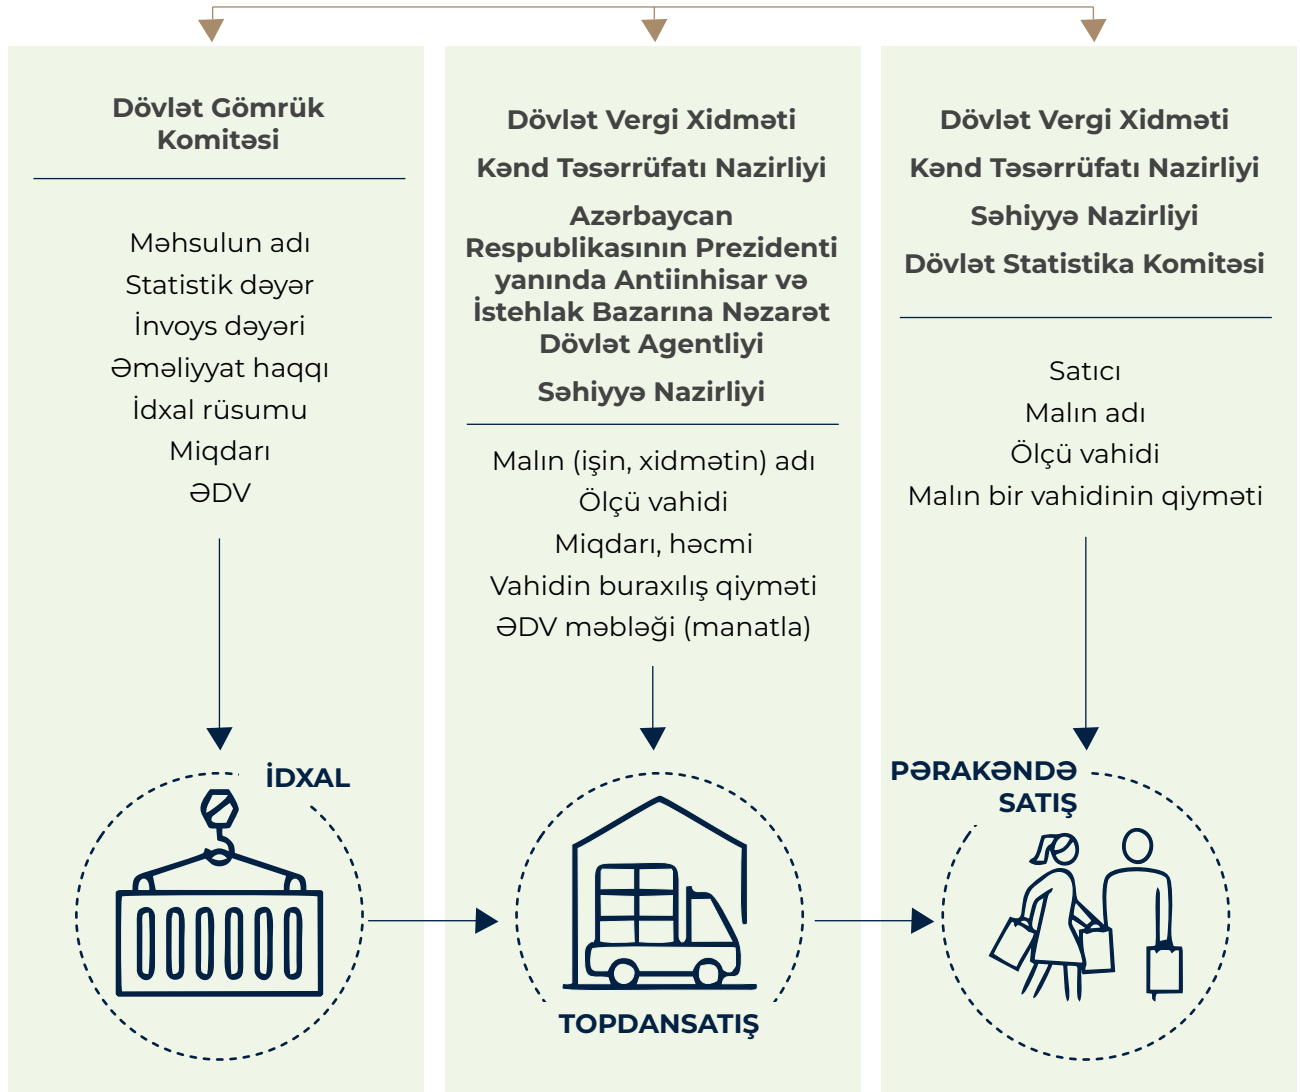 Dövlət Gömrük
Komitəsi
Məhsulun adı
Statistik dəyər
İnvoys dəyəri
Əməliyyat haqqı
İdxal rüsumu
Miqdarı
ƏDV
İDXAL
Dövlət Vergi Xidməti
Kənd Təsərrüfatı Nazirliyi
Azərbaycan
Respublikasının Prezidenti
yanında Antiinhisar və
İstehlak Bazarına Nəzarət
Dövlət Agentliyi
Səhiyyə Nazirliyi
Malın (işin, xidmətin) adı
Ölçü vahidi
Miqdarı, həcmi
Vahidin buraxılış qiyməti
ƏDV məbləği (manatla)
TOPDANSATIŞ
Dövlət Vergi Xidməti
Kənd Təsərrüfatı Nazirliyi
Səhiyyə Nazirliyi
Dövlət Statistika Komitəsi
Satıcı
Malın adı
Ölçü vahidi
Malın bir vahidinin qiyməti
PƏRAKƏNDƏ
SATIŞ